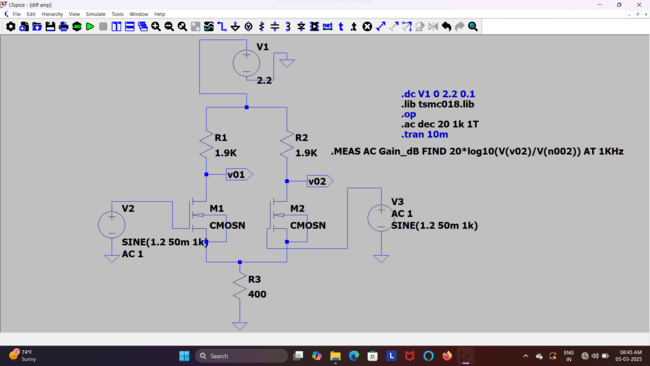 LTspice - [diff amp]
File Edit Hierarchy View Simulate Tools Window Help
V1
2.2
.dc V1 0 2.2 0.1
.lib tsmc018.lib
.op
.ac dec 20 1k 1T
.tran 10m
R1
1.9K
R2
1.9K
.MEAS AC Gain_dB FIND 20*log10(V(v02)/V(n002)) AT 1KHz
v01
v02
V2
SINE(1.2 50m 1k)
AC 1
M1
CMOSN
M2
CMOSN
V3
AC 1
SINE(1.2 50m 1k)
R3
400
74°F
Sunny
Search
ENG
IN
08:45 AM
05-03-2025